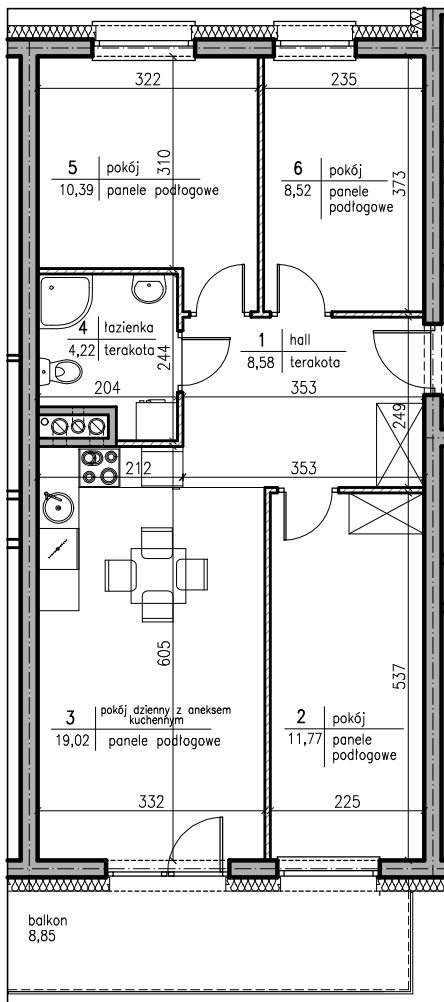 322
235
310
373
5 pokój
10,39 panele podłogowe
6 pokój
8,52 panele
podłogowe
4 łazienka
4,22 terakota
244
204
1 hall
8,58 terakota
353
249
212
353
605
537
3 pokój dzienny z aneksem
kuchennym
19,02 panele podłogowe
2 pokój
11,77 panele
podłogowe
332
225
balkon
8,85